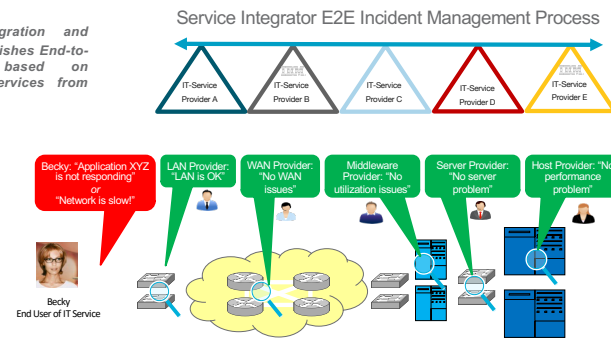 Service Integrator E2E Incident Management Process
gration and
ishes End-to-
based on
ervices from
IBM
IBM
IT-Service
Provider A
IT-Service
Provider B
IT-Service
Provider C
IT-Service
Provider D
IT-Service
Provider E
Becky: “Application XYZ
is not responding”
or
“Network is slow!”
LAN Provider:
“LAN is OK”
WAN Provider:
“No WAN
issues”
Middleware
Provider: “No
utilization issues”
Server Provider:
“No server
problem”
Host Provider: “No
performance
problem”
Becky
End User of IT Service